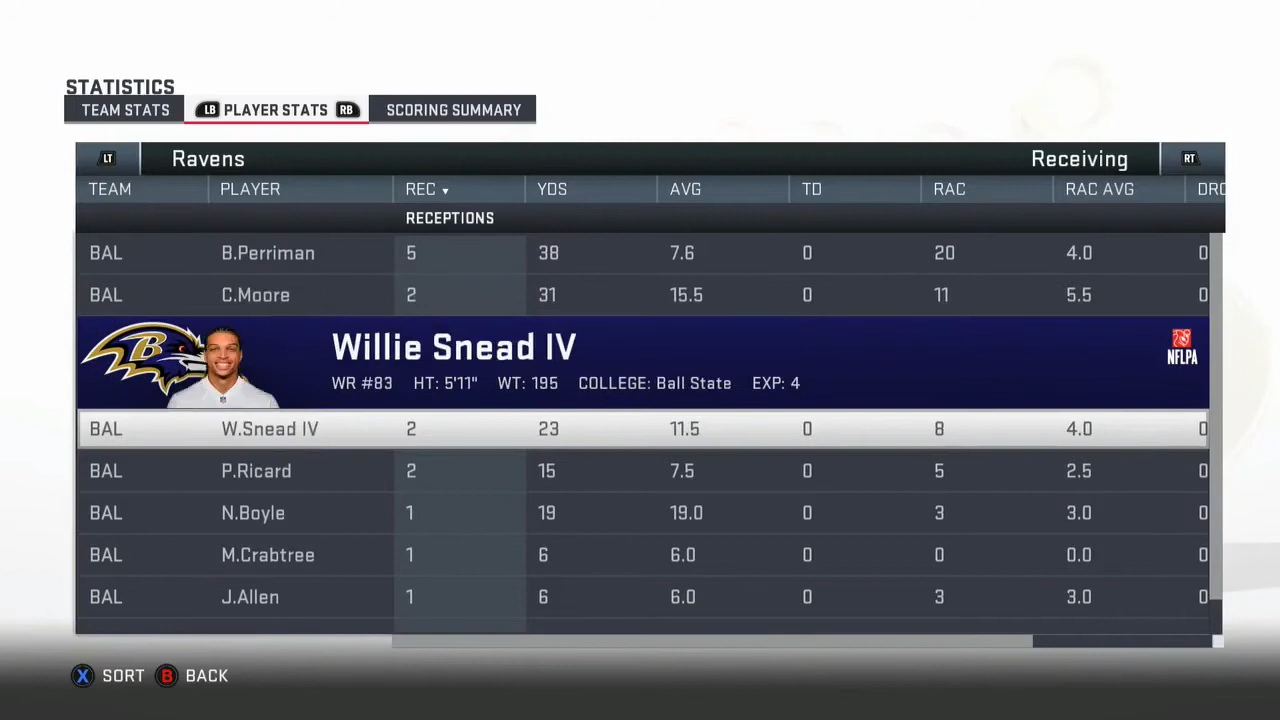 STATISTICS
TEAM STATS LB PLAYER STATS RB SCORING SUMMARY
LT Ravens Receiving RT
TEAM PLAYER REC ▾ YDS AVG TD RAC RAC AVG DRO
RECEPTIONS
BAL B.Perriman 5 38 7.6 0 20 4.0 0
BAL C.Moore 2 31 15.5 0 11 5.5 0
B Willie Snead IV
WR #83 HT: 5'11" WT: 195 COLLEGE: Ball State EXP: 4 NFLPA
BAL W.Snead IV 2 23 11.5 0 8 4.0 0
BAL P.Ricard 2 15 7.5 0 5 2.5 0
BAL N.Boyle 1 19 19.0 0 3 3.0 0
BAL M.Crabtree 1 6 6.0 0 0 0.0 0
BAL J.Allen 1 6 6.0 0 3 3.0 0
X SORT B BACK